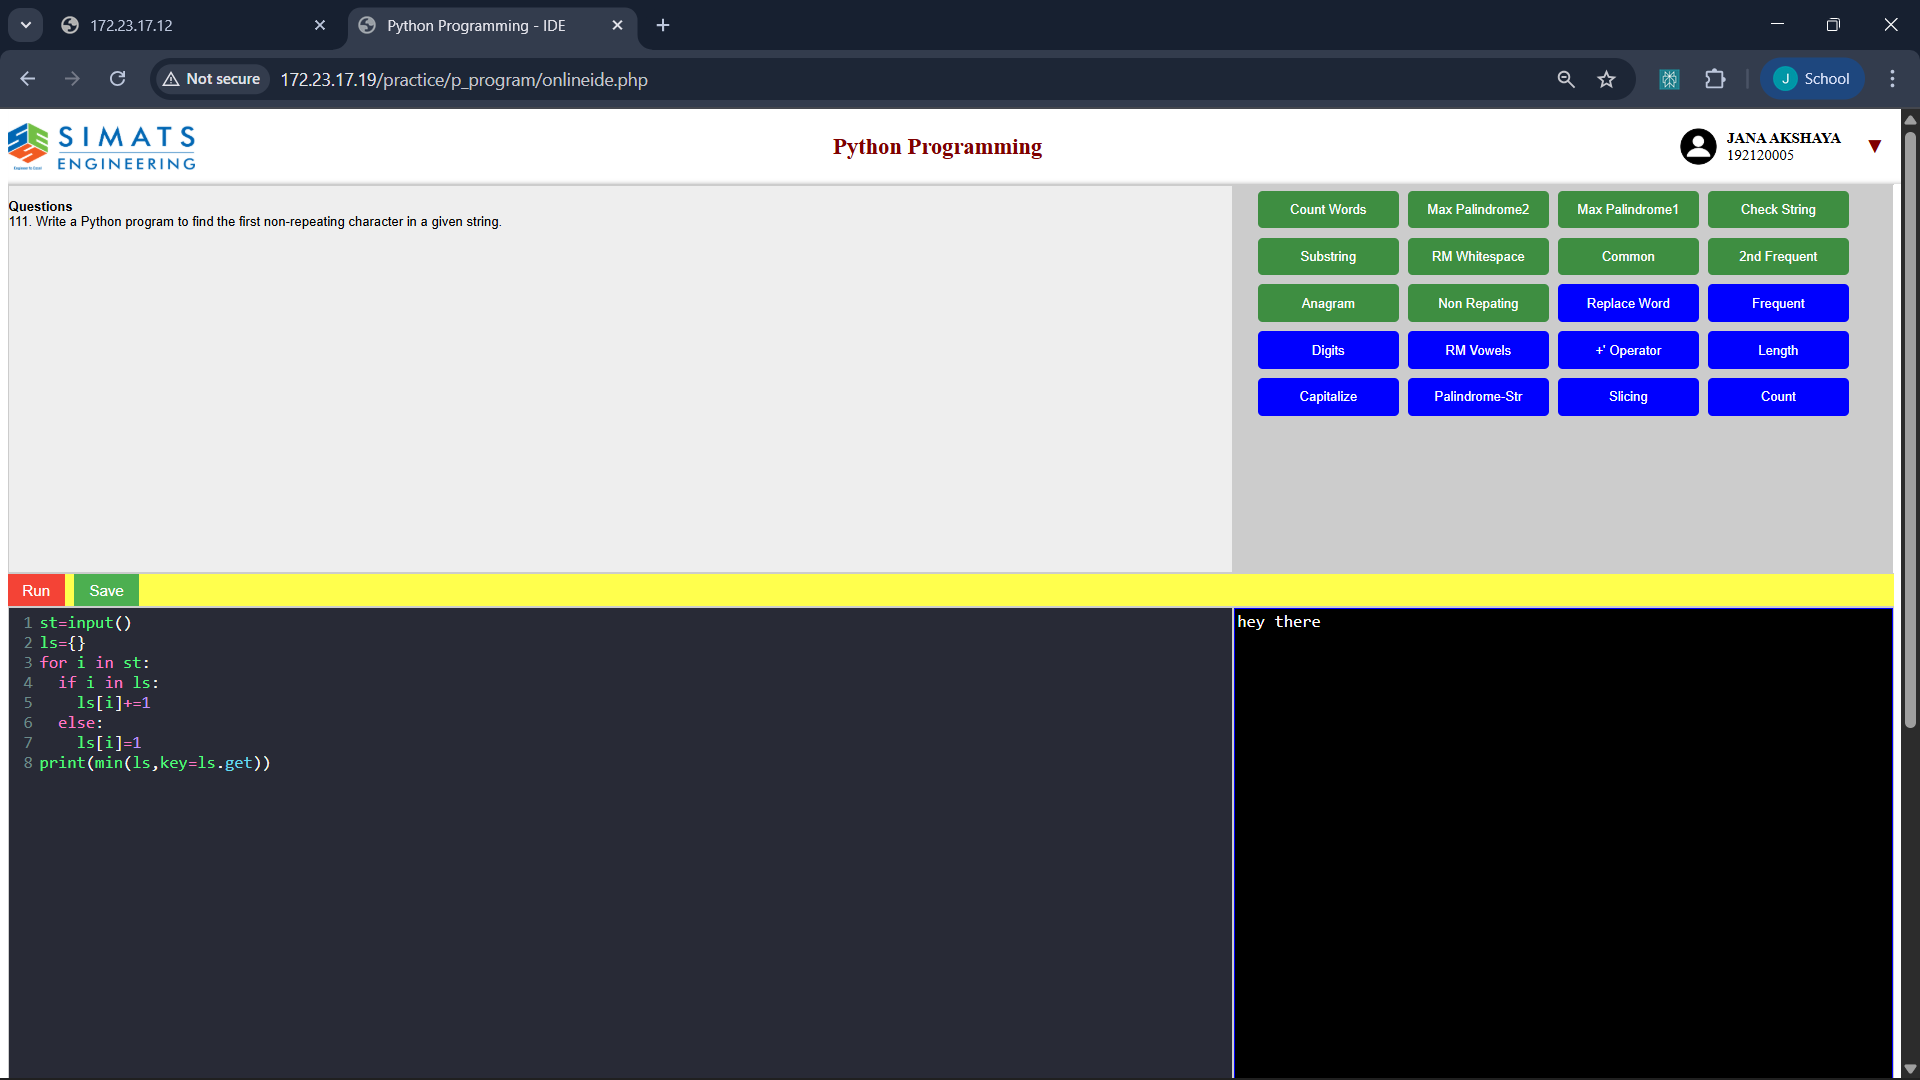 172.23.17.12
Python Programming - IDE
Not secure
172.23.17.19/practice/p_program/onlineide.php
J
School
SIMATS
ENGINEERING
Python Programming
JANA AKSHAYA
192120005
Questions
111. Write a Python program to find the first non-repeating character in a given string.
Count Words
Max Palindrome2
Max Palindrome1
Check String
Substring
RM Whitespace
Common
2nd Frequent
Anagram
Non Repating
Replace Word
Frequent
Digits
RM Vowels
+' Operator
Length
Capitalize
Palindrome-Str
Slicing
Count
Run
Save
1 st=input()
2 ls={}
3 for i in st:
4   if i in ls:
5     ls[i]+=1
6   else:
7     ls[i]=1
8 print(min(ls,key=ls.get))
hey there